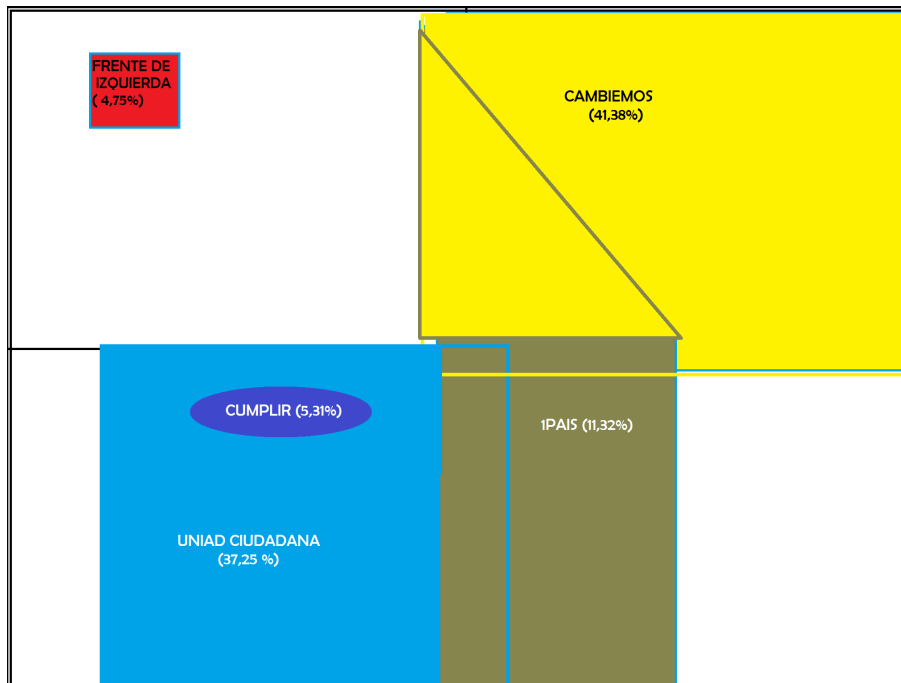 FRENTE DE
IZQUIERDA
( 4,75%)
CAMBIEMOS
(41,38%)
CUMPLIR (5,31%)
1PAIS (11,32%)
UNIAD CIUDADANA
(37,25 %)